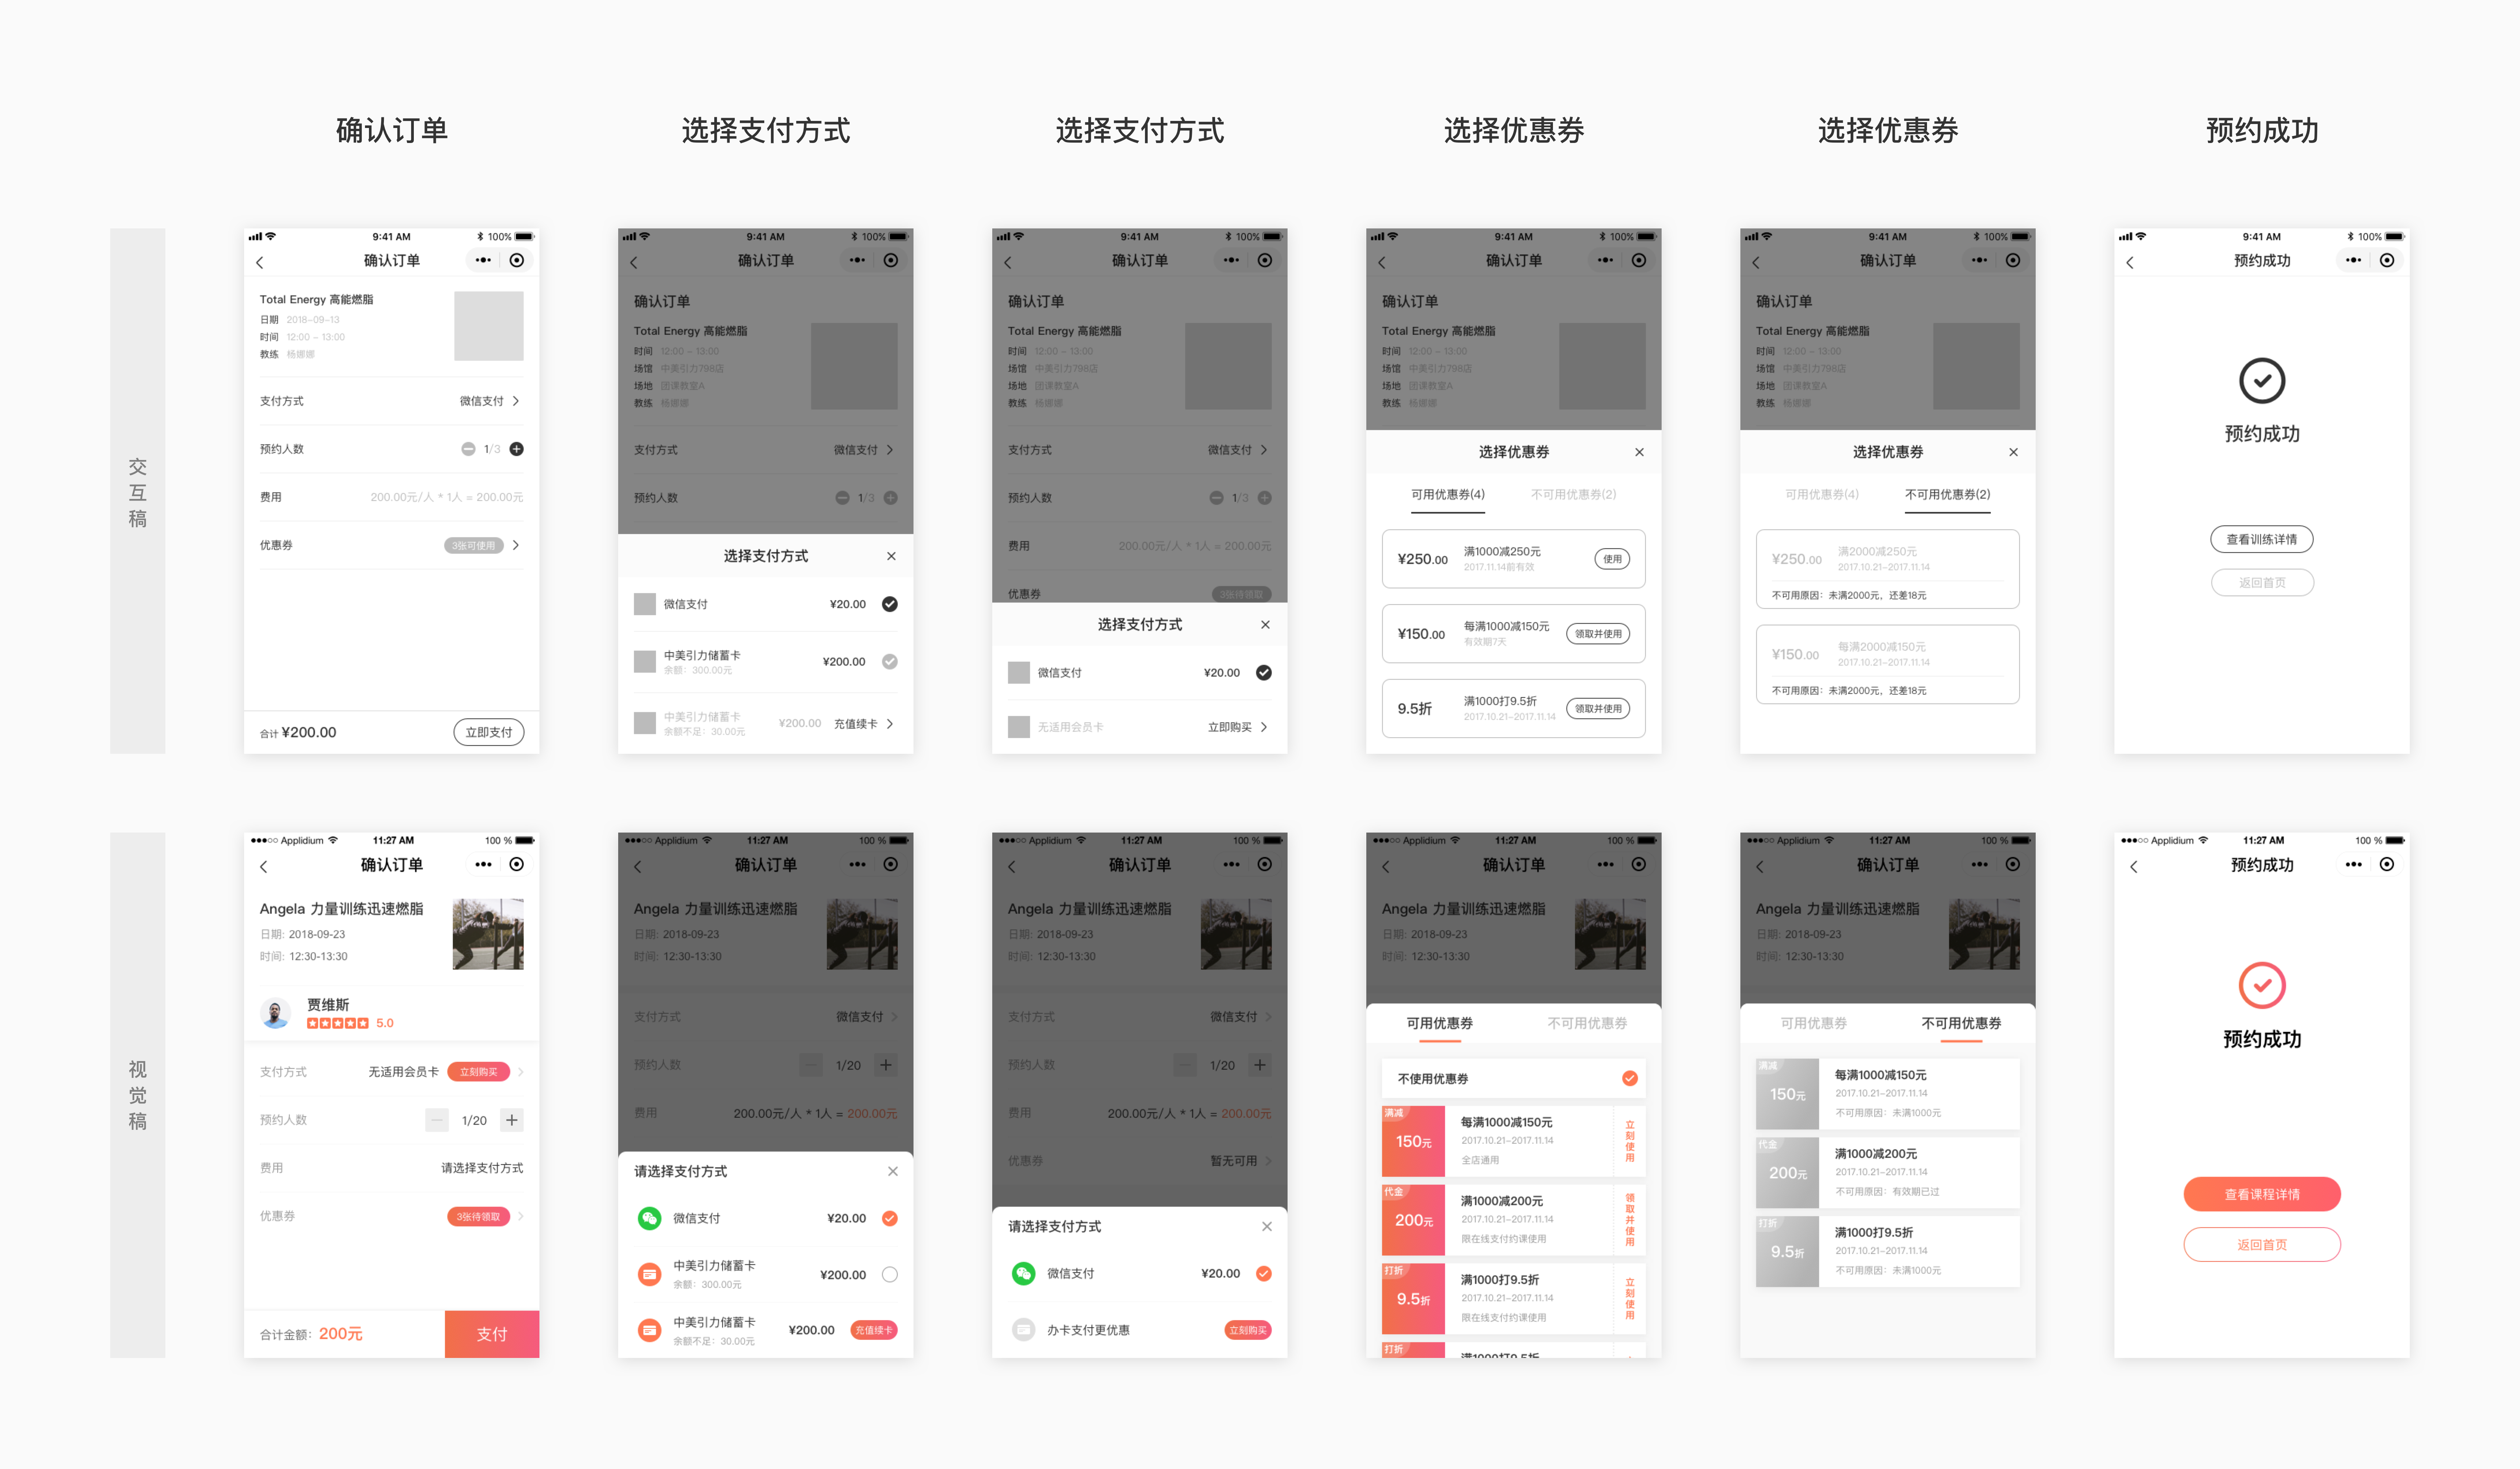 确认订单
选择支付方式
选择支付方式
选择优惠券
选择优惠券
预约成功
交互稿
9:41 AM
100%
确认订单
Total Energy 高能燃脂
日期 2018-09-13
时间 12:00 - 13:00
教练 杨娜娜
支付方式 微信支付
预约人数 1/3
费用 200.00元/人 * 1人 = 200.00元
优惠券 3张可使用
合计 ¥200.00 立即支付
9:41 AM
100%
确认订单
确认订单
Total Energy 高能燃脂
时间 12:00 - 13:00
场馆 中美引力798店
场地 团课教室A
教练 杨娜娜
支付方式 微信支付
预约人数 1/3
选择支付方式
微信支付 ¥20.00
中美引力储蓄卡 ¥200.00
余额：300.00元
中美引力储蓄卡 ¥200.00 充值续卡
余额不足：30.00元
9:41 AM
100%
确认订单
确认订单
Total Energy 高能燃脂
时间 12:00 - 13:00
场馆 中美引力798店
场地 团课教室A
教练 杨娜娜
支付方式 微信支付
预约人数 1/3
费用 200.00元/人 * 1人 = 200.00元
优惠券 3张待领取
选择支付方式
微信支付 ¥20.00
无适用会员卡 立即购买
9:41 AM
100%
确认订单
确认订单
Total Energy 高能燃脂
时间 12:00 - 13:00
场馆 中美引力798店
场地 团课教室A
教练 杨娜娜
选择优惠券
可用优惠券(4) 不可用优惠券(2)
¥250.00 满1000减250元 使用
2017.11.14前有效
¥150.00 每满1000减150元 领取并使用
有效期7天
9.5折 满1000打9.5折 领取并使用
2017.10.21-2017.11.14
9:41 AM
100%
确认订单
确认订单
Total Energy 高能燃脂
时间 12:00 - 13:00
场馆 中美引力798店
场地 团课教室A
教练 杨娜娜
选择优惠券
可用优惠券(4) 不可用优惠券(2)
¥250.00 满2000减250元
2017.10.21-2017.11.14
不可用原因：未满2000元，还差18元
¥150.00 每满2000减150元
2017.10.21-2017.11.14
不可用原因：未满2000元，还差18元
9:41 AM
100%
预约成功
预约成功
查看训练详情
返回首页
视觉稿
Applidium 11:27 AM 100 %
确认订单
Angela 力量训练迅速燃脂
日期: 2018-09-23
时间: 12:30-13:30
贾维斯
5.0
支付方式 无适用会员卡 立刻购买
预约人数 1/20
费用 请选择支付方式
优惠券 3张待领取
合计金额: 200元 支付
Applidium 11:27 AM 100 %
确认订单
Angela 力量训练迅速燃脂
日期: 2018-09-23
时间: 12:30-13:30
支付方式 微信支付
预约人数 1/20
费用 200.00元/人 * 1人 = 200.00元
请选择支付方式
微信支付 ¥20.00
中美引力储蓄卡 ¥200.00
余额：300.00元
中美引力储蓄卡 ¥200.00 充值续卡
余额不足：30.00元
Applidium 11:27 AM 100 %
确认订单
Angela 力量训练迅速燃脂
日期: 2018-09-23
时间: 12:30-13:30
支付方式 微信支付
预约人数 1/20
费用 200.00元/人 * 1人 = 200.00元
优惠券 暂无可用
请选择支付方式
微信支付 ¥20.00
办卡支付更优惠 立刻购买
Applidium 11:27 AM 100 %
确认订单
Angela 力量训练迅速燃脂
日期: 2018-09-23
时间: 12:30-13:30
可用优惠券 不可用优惠券
不使用优惠券
满减
150元 每满1000减150元 立刻使用
2017.10.21-2017.11.14
全店通用
代金
200元 满1000减200元 领取并使用
2017.10.21-2017.11.14
限在线支付约课使用
打折
9.5折 满1000打9.5折 立刻使用
2017.10.21-2017.11.14
限在线支付约课使用
打折
满1000打9.5折
Applidium 11:27 AM 100 %
确认订单
Angela 力量训练迅速燃脂
日期: 2018-09-23
时间: 12:30-13:30
可用优惠券 不可用优惠券
满减
150元 每满1000减150元
2017.10.21-2017.11.14
不可用原因：未满1000元
代金
200元 满1000减200元
2017.10.21-2017.11.14
不可用原因：有效期已过
打折
9.5折 满1000打9.5折
2017.10.21-2017.11.14
不可用原因：未满1000元
Applidium 11:27 AM 100 %
预约成功
预约成功
查看课程详情
返回首页